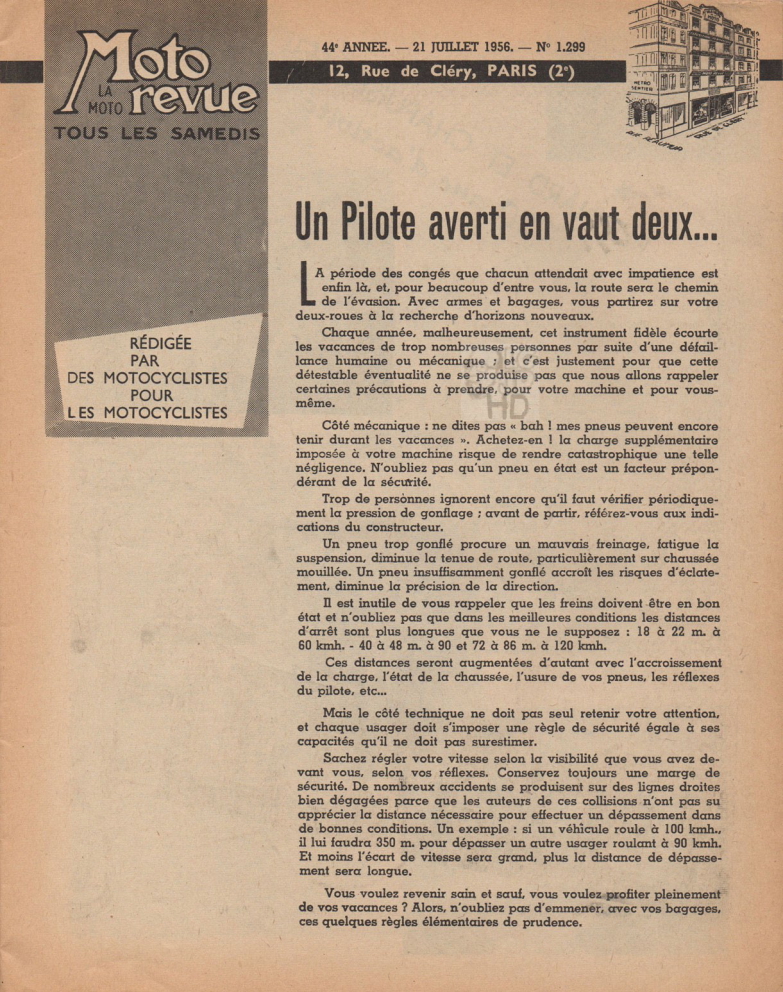 Moto
LA
MOTO
revue
TOUS LES SAMEDIS
44e ANNEE. — 21 JUILLET 1956. — No 1.299
12, Rue de Cléry, PARIS (2e)
METRO
SENTIER
RUE DE CLERY
RÉDIGÉE
PAR
DES MOTOCYCLISTES
POUR
LES MOTOCYCLISTES
Un Pilote averti en vaut deux...
LA période des congés que chacun attendait avec impatience est
enfin là, et, pour beaucoup d'entre vous, la route sera le chemin
de l'évasion. Avec armes et bagages, vous partirez sur votre
deux-roues à la recherche d'horizons nouveaux.
Chaque année, malheureusement, cet instrument fidèle écourte
les vacances de trop nombreuses personnes par suite d'une défail-
lance humaine ou mécanique ; et c'est justement pour que cette
détestable éventualité ne se produise pas que nous allons rappeler
certaines précautions à prendre, pour votre machine et pour vous-
même.
HD
Côté mécanique : ne dites pas « bah ! mes pneus peuvent encore
tenir durant les vacances ». Achetez-en ! la charge supplémentaire
imposée à votre machine risque de rendre catastrophique une telle
négligence. N'oubliez pas qu'un pneu en état est un facteur prépon-
dérant de la sécurité.
Trop de personnes ignorent encore qu'il faut vérifier périodique-
ment la pression de gonflage ; avant de partir, référez-vous aux indi-
cations du constructeur.
Un pneu trop gonflé procure un mauvais freinage, fatigue la
suspension, diminue la tenue de route, particulièrement sur chaussée
mouillée. Un pneu insuffisamment gonflé accroît les risques d'éclate-
ment, diminue la précision de la direction.
Il est inutile de vous rappeler que les freins doivent être en bon
état et n'oubliez pas que dans les meilleures conditions les distances
d'arrêt sont plus longues que vous ne le supposez : 18 à 22 m. à
60 kmh. - 40 à 48 m. à 90 et 72 à 86 m. à 120 kmh.
Ces distances seront augmentées d'autant avec l'accroissement
de la charge, l'état de la chaussée, l'usure de vos pneus, les réflexes
du pilote, etc...
Mais le côté technique ne doit pas seul retenir votre attention,
et chaque usager doit s'imposer une règle de sécurité égale à ses
capacités qu'il ne doit pas surestimer.
Sachez régler votre vitesse selon la visibilité que vous avez de-
vant vous, selon vos réflexes. Conservez toujours une marge de
sécurité. De nombreux accidents se produisent sur des lignes droites
bien dégagées parce que les auteurs de ces collisions n'ont pas su
apprécier la distance nécessaire pour effectuer un dépassement dans
de bonnes conditions. Un exemple : si un véhicule roule à 100 kmh.,
il lui faudra 350 m. pour dépasser un autre usager roulant à 90 kmh.
Et moins l'écart de vitesse sera grand, plus la distance de dépasse-
ment sera longue.
Vous voulez revenir sain et sauf, vous voulez profiter pleinement
de vos vacances ? Alors, n'oubliez pas d'emmener, avec vos bagages,
ces quelques règles élémentaires de prudence.